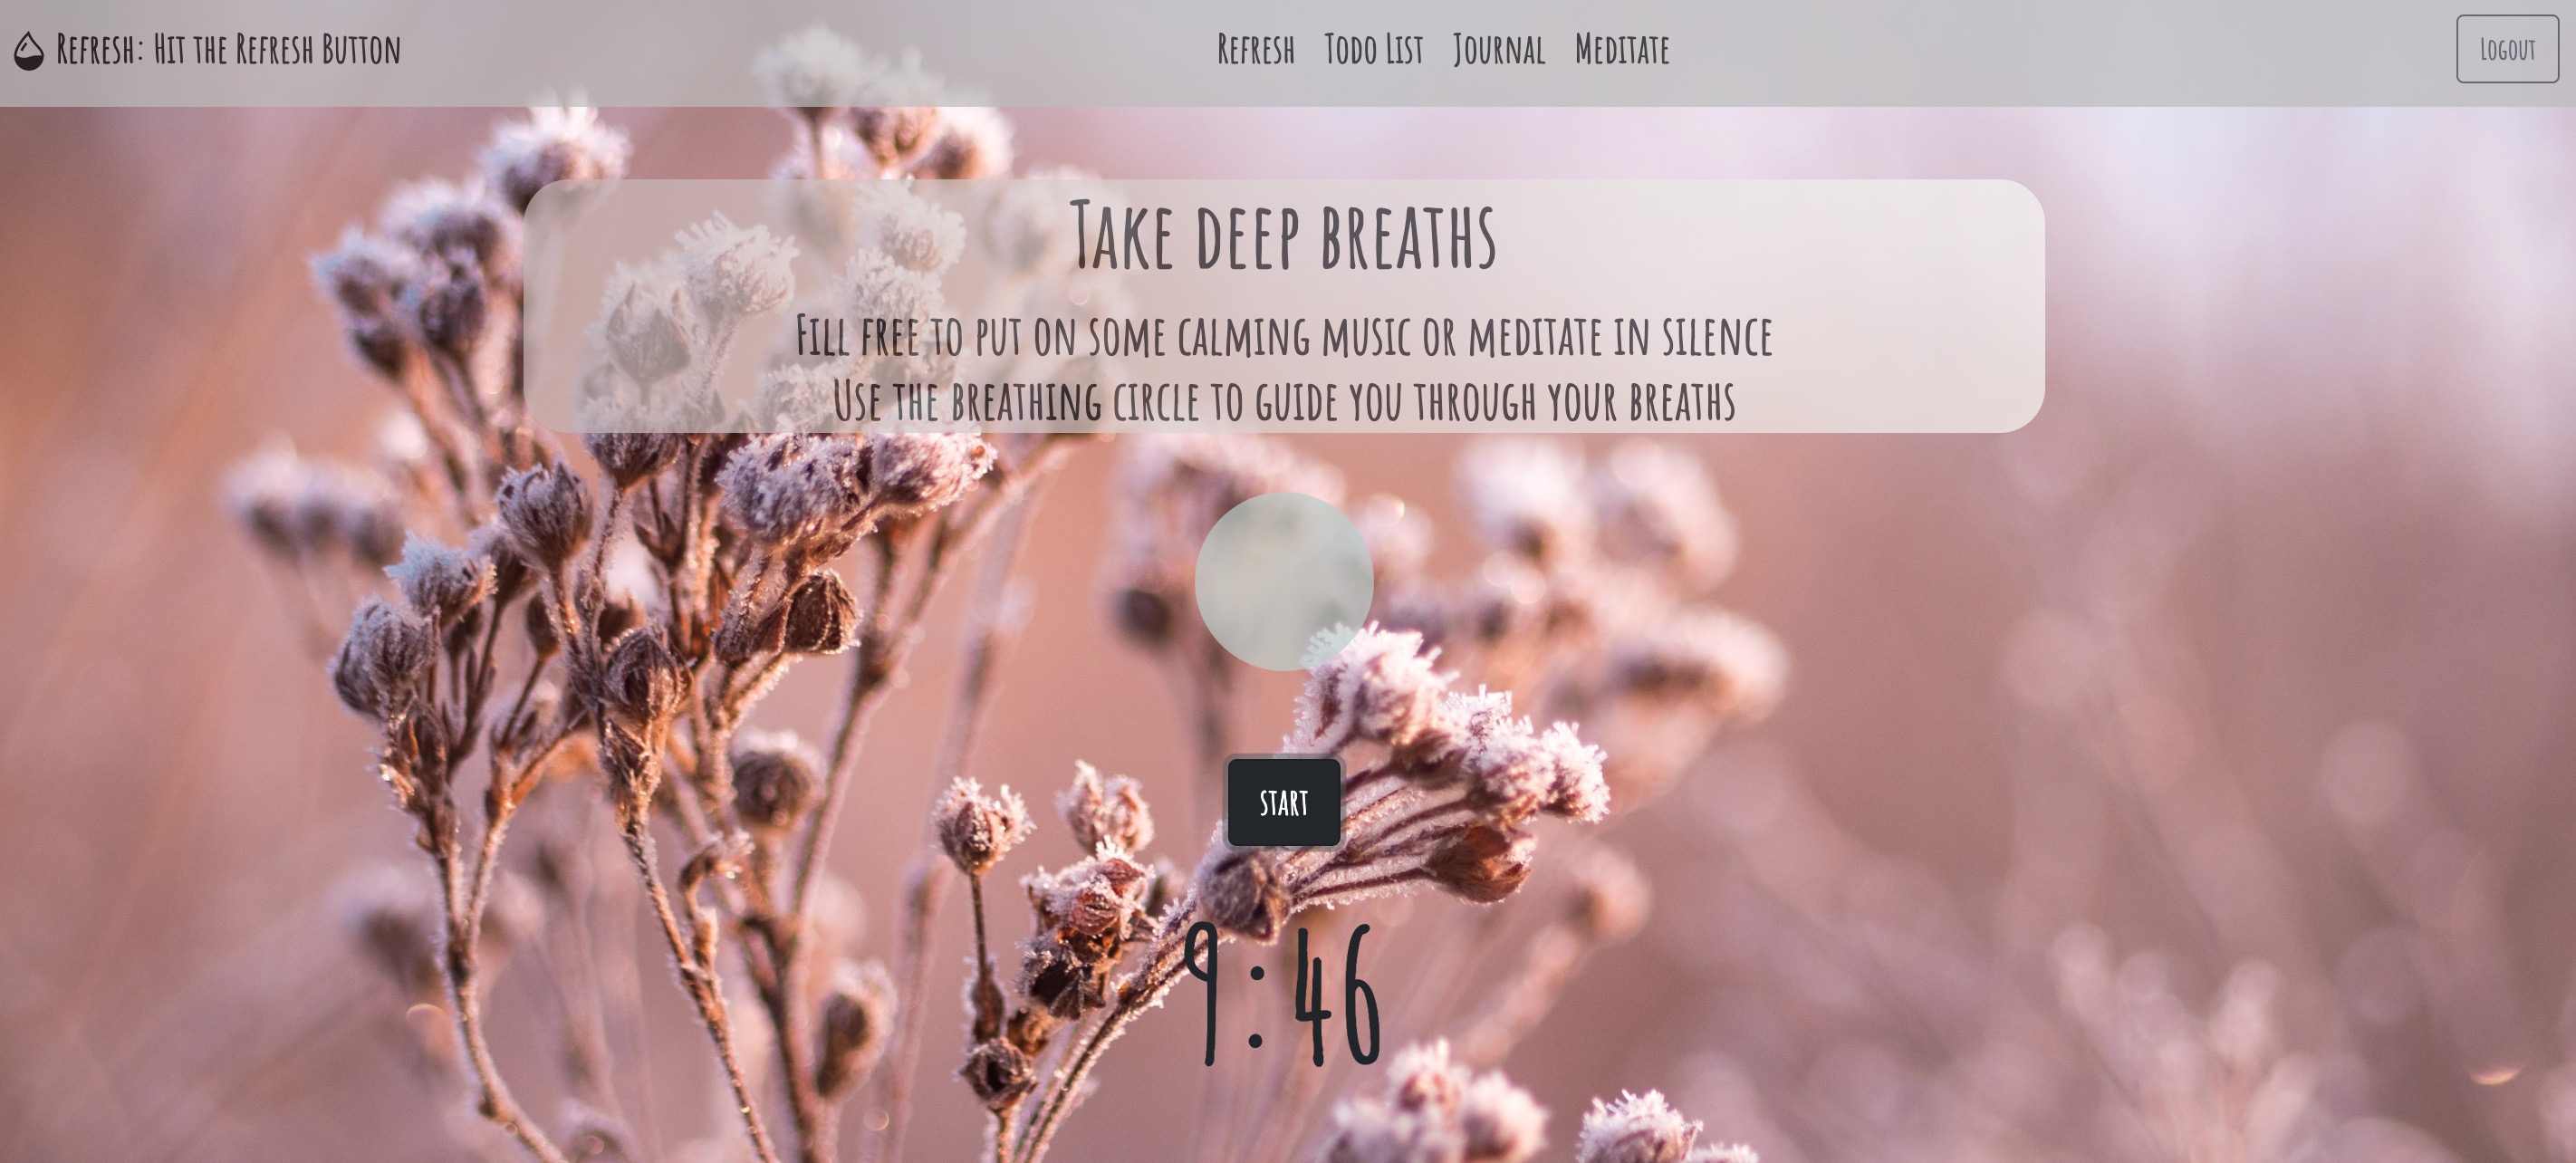 Refresh: Hit the Refresh Button
Refresh Todo List Journal Meditate
Logout
Take deep breaths
Fill free to put on some calming music or meditate in silence
Use the breathing circle to guide you through your breaths
START
9:46